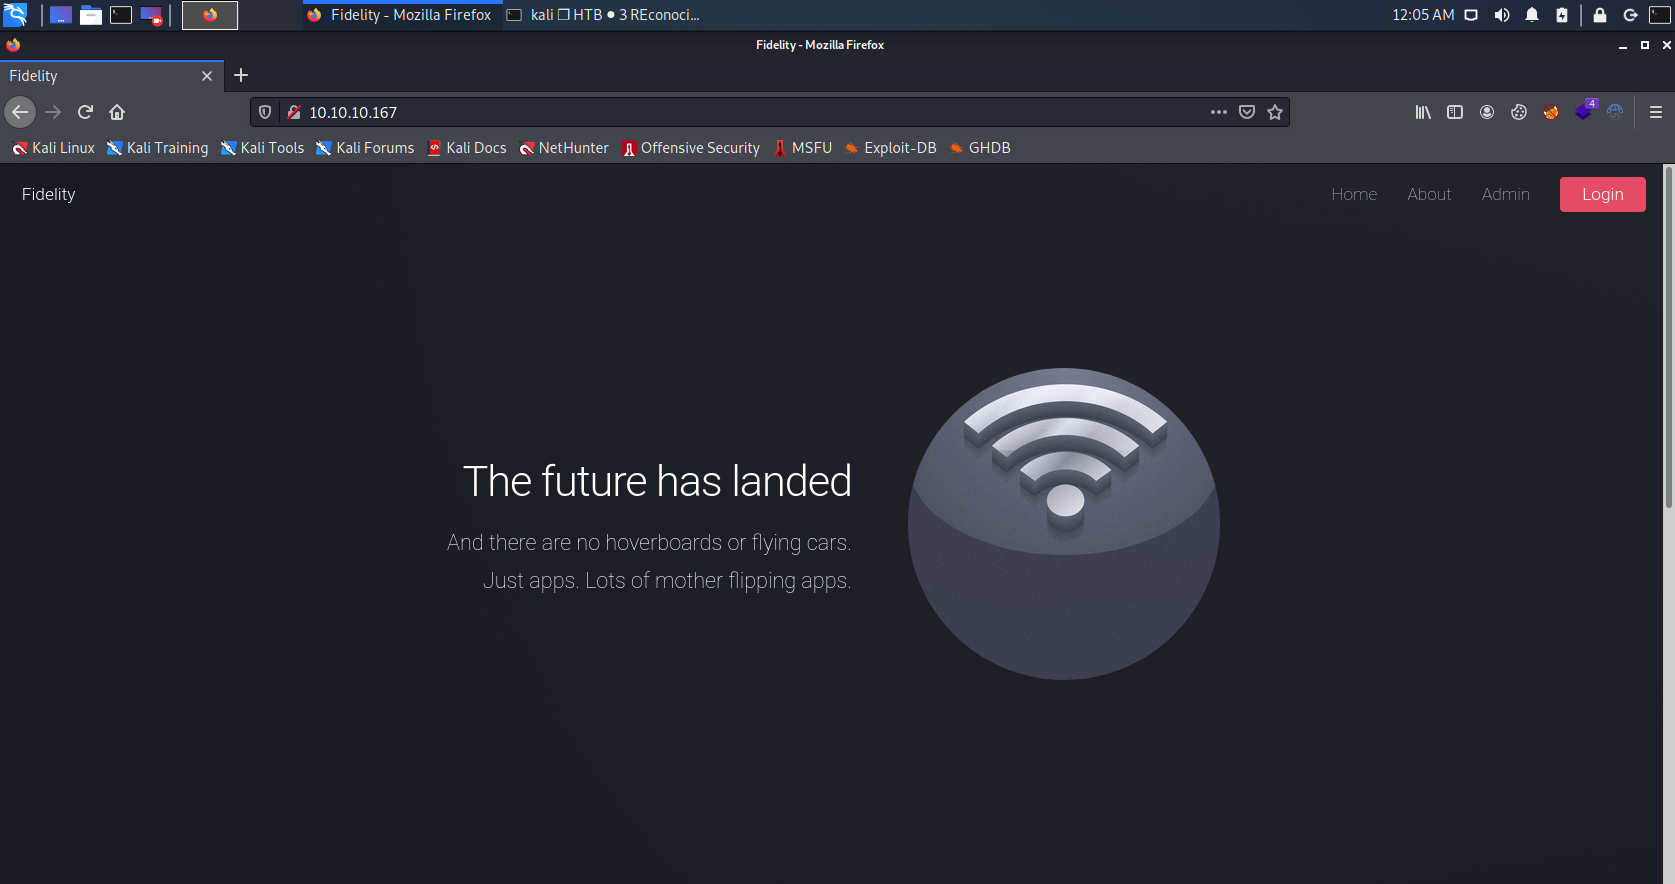 Fidelity - Mozilla Firefox
kali ❐ HTB ● 3 REconoci...
12:05 AM
Fidelity - Mozilla Firefox
Fidelity
10.10.10.167
4
Kali Linux Kali Training Kali Tools Kali Forums Kali Docs NetHunter Offensive Security MSFU Exploit-DB GHDB
Fidelity
Home About Admin Login
The future has landed
And there are no hoverboards or flying cars.
Just apps. Lots of mother flipping apps.